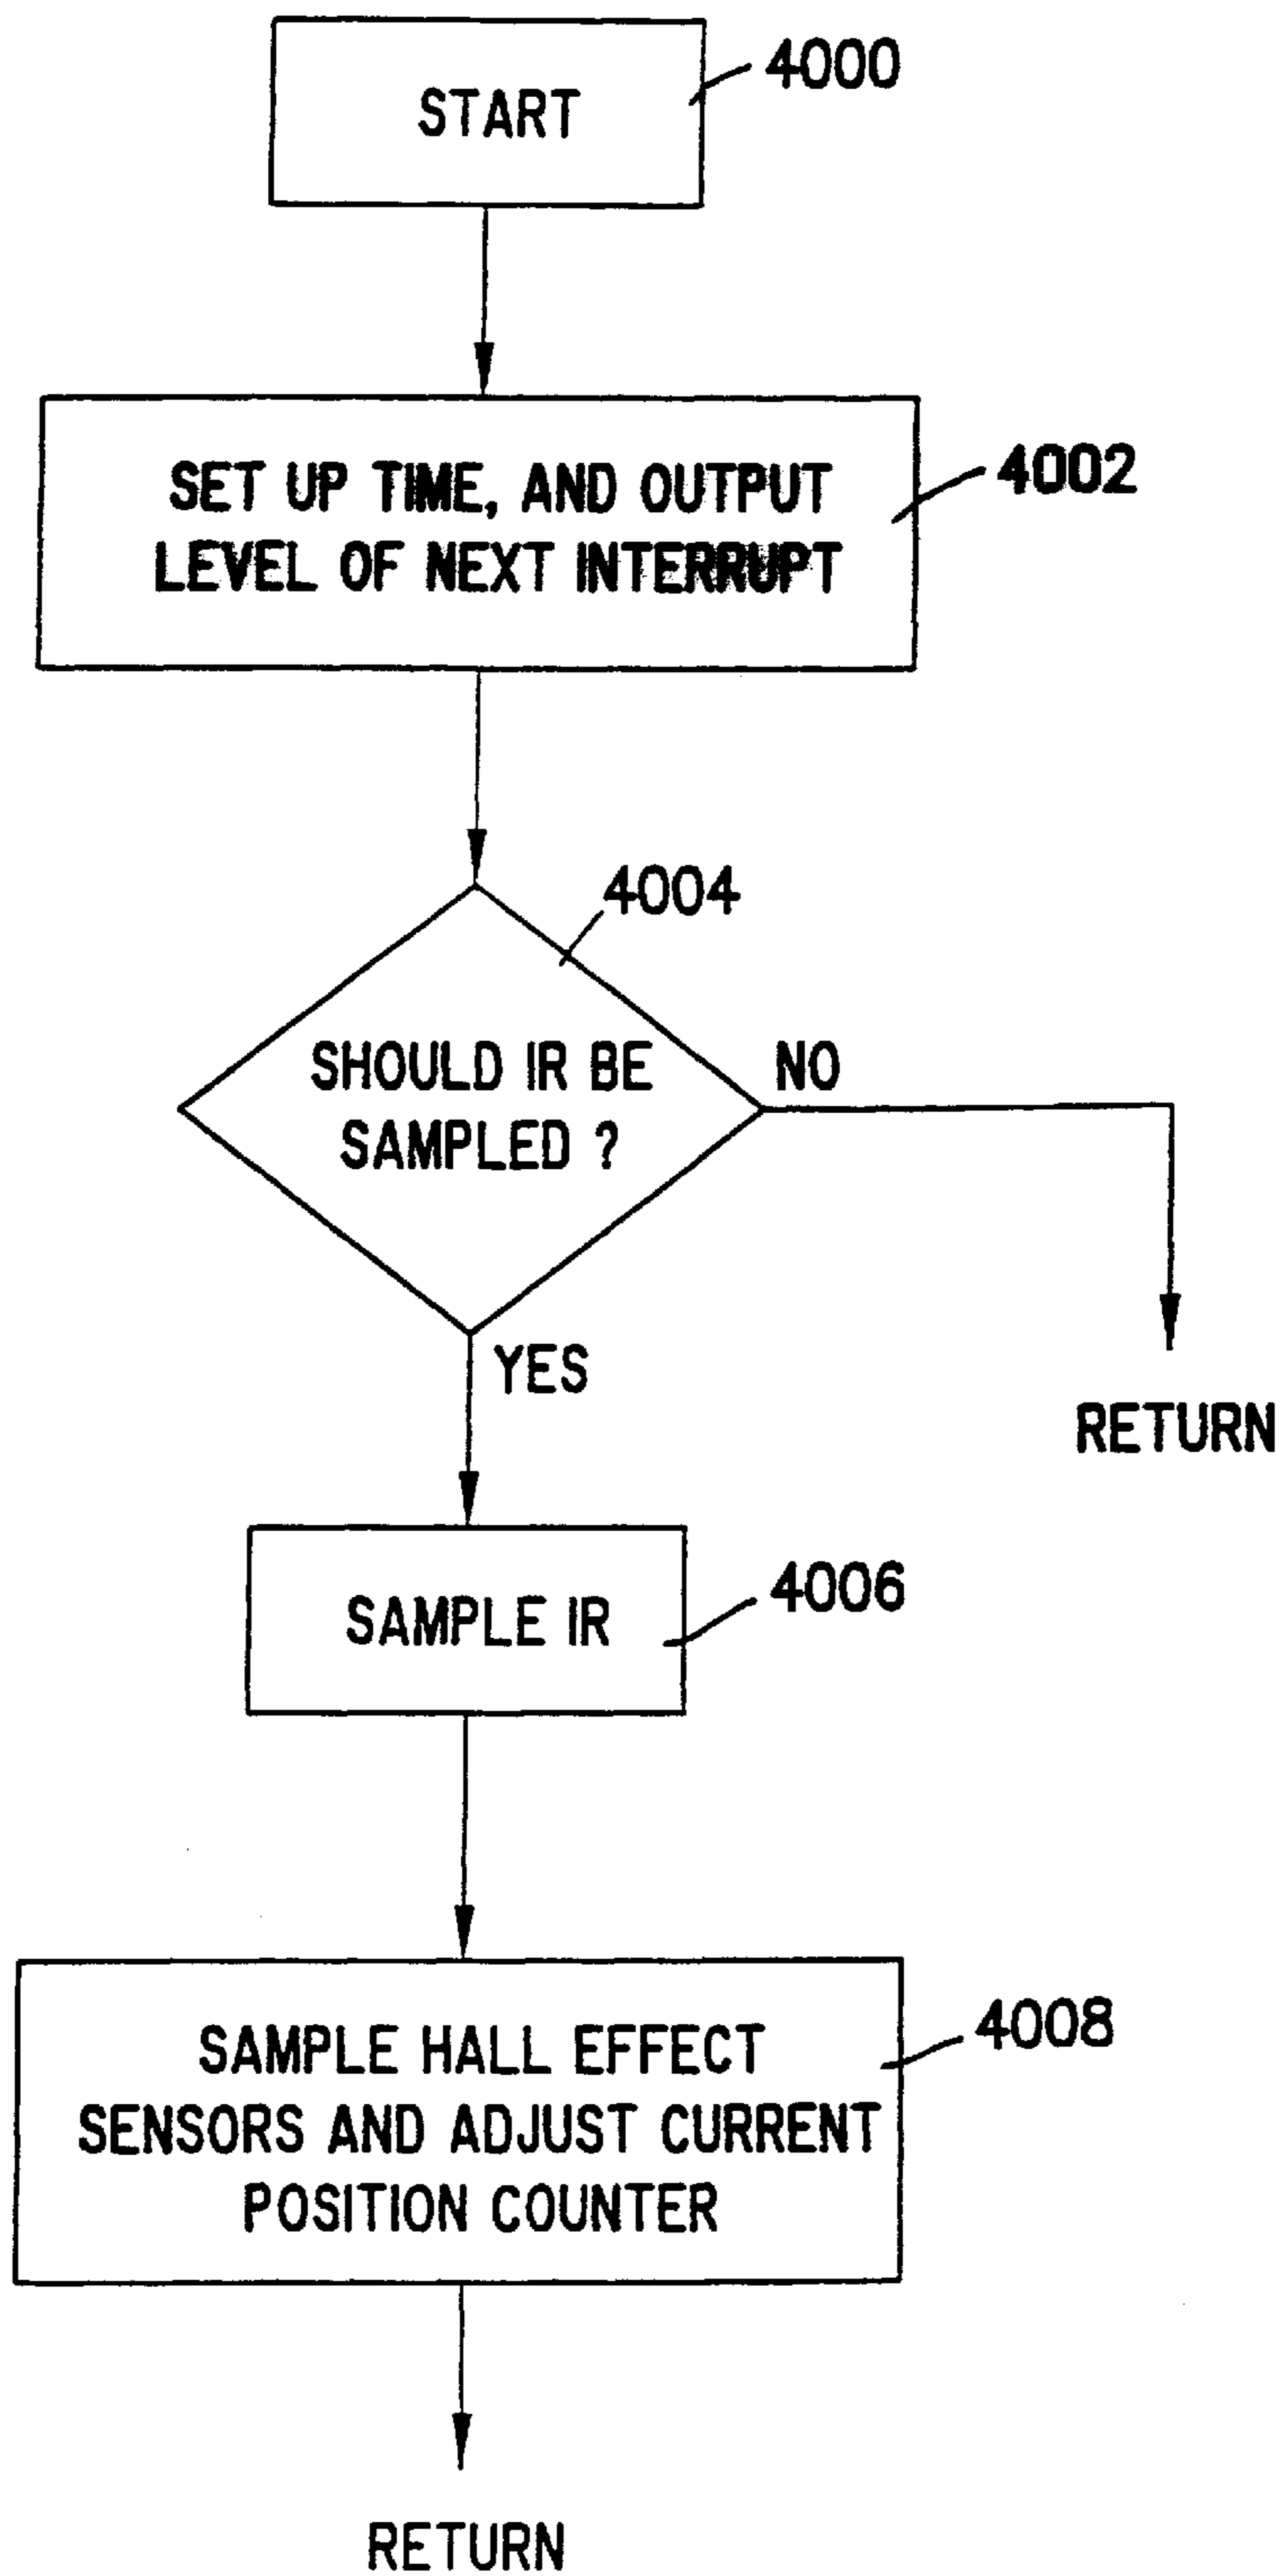 START
4000
SET UP TIME, AND OUTPUT
LEVEL OF NEXT INTERRUPT
4002
4004
SHOULD IR BE
SAMPLED ?
NO
YES
RETURN
SAMPLE IR
4006
SAMPLE HALL EFFECT
SENSORS AND ADJUST CURRENT
POSITION COUNTER
4008
RETURN